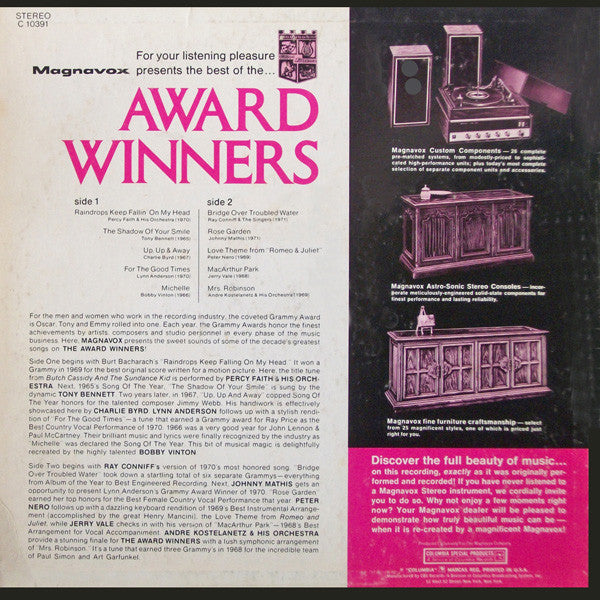 STEREO
C 10391
For your listening pleasure
Magnavox presents the best of the...
AWARD
WINNERS
side 1
Raindrops Keep Fallin' On My Head
Percy Faith & His Orchestra (1970)
The Shadow Of Your Smile
Tony Bennett (1966)
Up, Up & Away
Charlie Byrd (1967)
For The Good Times
Lynn Anderson (1970)
Michelle
Bobby Vinton (1966)
side 2
Bridge Over Troubled Water
Ray Conniff & The Singers (1971)
Rose Garden
Johnny Mathis (1971)
Love Theme from "Romeo & Juliet"
Peter Nero (1969)
MacArthur Park
Jerry Vale (1968)
Mrs. Robinson
Andre Kostelanetz & His Orchestra (1969)
For the men and women who work in the recording industry, the coveted Grammy Award
is Oscar, Tony and Emmy rolled into one. Each year, the Grammy Awards honor the finest
achievements by artists, composers and studio personnel in every phase of the music
business. Here, MAGNAVOX presents the sweet sounds of some of the decade's greatest
songs on THE AWARD WINNERS!
Side One begins with Burt Bacharach's "Raindrops Keep Falling On My Head." It won a
Grammy in 1969 for the best original score written for a motion picture. Here, the title tune
from Butch Cassidy And The Sundance Kid is performed by PERCY FAITH & HIS ORCH-
ESTRA. Next, 1965's Song Of The Year, "The Shadow Of Your Smile" is sung by the
dynamic TONY BENNETT. Two years later, in 1967, "Up, Up And Away" copped Song Of
The Year honors for the talented composer Jimmy Webb. His handiwork is effectively
showcased here by CHARLIE BYRD. LYNN ANDERSON follows up with a stylish rendi-
tion of "For The Good Times"—a tune that earned a Grammy award for Ray Price as the
Best Country Vocal Performance of 1970. 1966 was a very good year for John Lennon &
Paul McCartney. Their brilliant music and lyrics were finally recognized by the industry as
"Michelle" was declared the Song Of The Year. This bit of musical magic is delightfully
recreated by the highly talented BOBBY VINTON.
Side Two begins with RAY CONNIFF's version of 1970's most honored song. "Bridge
Over Troubled Water" took down a startling total of six separate Grammys—everything
from Album of the Year to Best Engineered Recording. Next, JOHNNY MATHIS gets an
opportunity to present Lynn Anderson's Grammy Award Winner of 1970. "Rose Garden"
earned her top honors for the Best Female Country Vocal Performance that year. PETER
NERO follows up with a dazzling keyboard rendition of 1969's Best Instrumental Arrange-
ment (accomplished by the great Henry Mancini), the Love Theme from Romeo and
Juliet, while JERRY VALE checks in with his version of "MacArthur Park"—1968's Best
Arrangement for Vocal Accompaniment. ANDRE KOSTELANETZ & HIS ORCHESTRA
provide a stunning finale for THE AWARD WINNERS with a lush symphonic arrangement
of "Mrs. Robinson." It's a tune that earned three Grammy's in 1968 for the incredible team
of Paul Simon and Art Garfunkel.
Magnavox Custom Components — 25 complete
pre-matched systems, from modestly-priced to sophisti-
cated high-performance units; plus today's most complete
selection of separate component units and accessories.
Magnavox Astro-Sonic Stereo Consoles — incor-
porate meticulously-engineered solid-state components for
finest performance and lasting reliability.
Magnavox fine furniture craftsmanship — select
from 25 magnificent styles, one of which is priced just
right for you.
Discover the full beauty of music...
on this recording, exactly as it was originally per-
formed and recorded! If you have never listened to
a Magnavox Stereo instrument, we cordially invite
you to do so. Why not enjoy a few moments right
now? Your Magnavox dealer will be pleased to
demonstrate how truly beautiful music can be —
when it is re-created by a magnificent Magnavox!
COLUMBIA SPECIAL PRODUCTS
"COLUMBIA" MARCAS REG. PRINTED IN U.S.A.